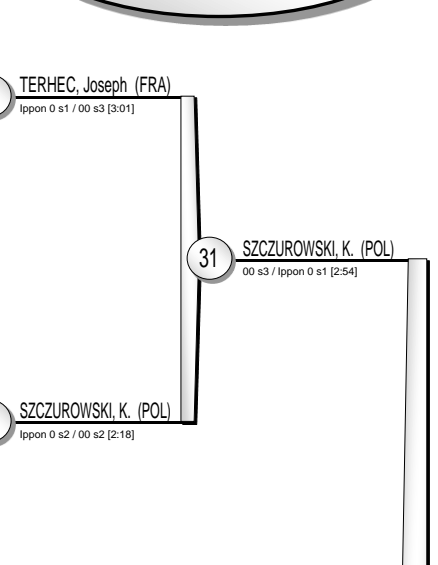 TERHEC, Joseph (FRA)
Ippon 0 s1 / 00 s3 [3:01]
31
SZCZUROWSKI, K. (POL)
00 s3 / Ippon 0 s1 [2:54]
SZCZUROWSKI, K. (POL)
Ippon 0 s2 / 00 s2 [2:18]